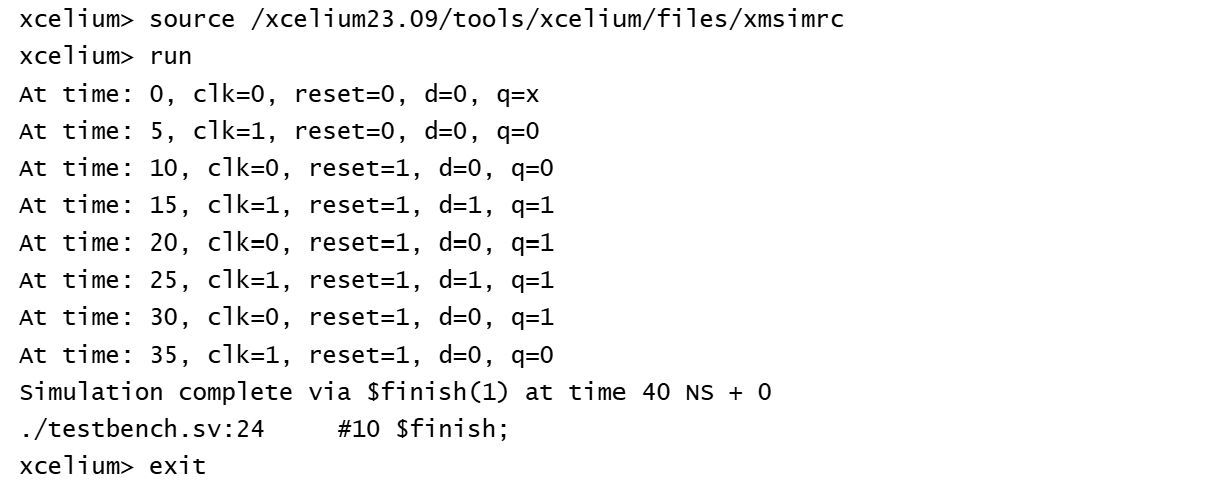 xcelium> source /xcelium23.09/tools/xcelium/files/xmsimrc
xcelium> run
At time: 0, clk=0, reset=0, d=0, q=x
At time: 5, clk=1, reset=0, d=0, q=0
At time: 10, clk=0, reset=1, d=0, q=0
At time: 15, clk=1, reset=1, d=1, q=1
At time: 20, clk=0, reset=1, d=0, q=1
At time: 25, clk=1, reset=1, d=1, q=1
At time: 30, clk=0, reset=1, d=0, q=1
At time: 35, clk=1, reset=1, d=0, q=0
Simulation complete via $finish(1) at time 40 NS + 0
./testbench.sv:24     #10 $finish;
xcelium> exit